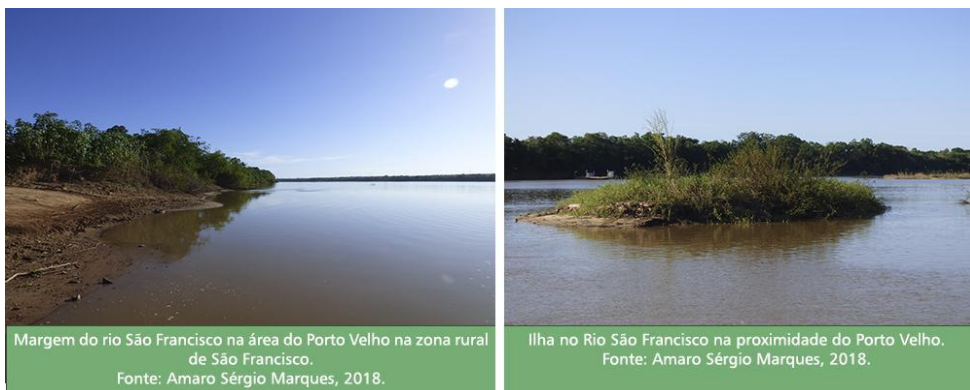 Margem do rio São Francisco na área do Porto Velho na zona rural
de São Francisco.
Fonte: Amaro Sérgio Marques, 2018.
Ilha no Rio São Francisco na proximidade do Porto Velho.
Fonte: Amaro Sérgio Marques, 2018.